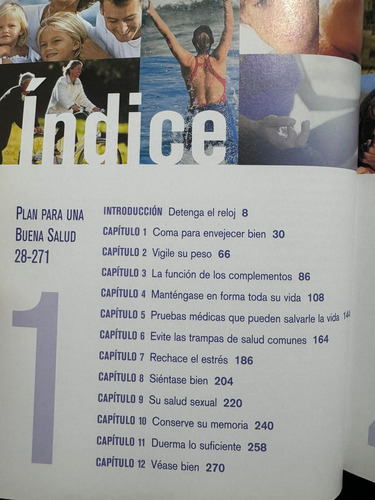 Índice
PLAN PARA UNA
BUENA SALUD
28-271
1
INTRODUCCIÓN Detenga el reloj 8
CAPÍTULO 1 Coma para envejecer bien 30
CAPÍTULO 2 Vigile su peso 66
CAPÍTULO 3 La función de los complementos 86
CAPÍTULO 4 Manténgase en forma toda su vida 108
CAPÍTULO 5 Pruebas médicas que pueden salvarle la vida 144
CAPÍTULO 6 Evite las trampas de salud comunes 164
CAPÍTULO 7 Rechace el estrés 186
CAPÍTULO 8 Siéntase bien 204
CAPÍTULO 9 Su salud sexual 220
CAPÍTULO 10 Conserve su memoria 240
CAPÍTULO 11 Duerma lo suficiente 258
CAPÍTULO 12 Véase bien 270